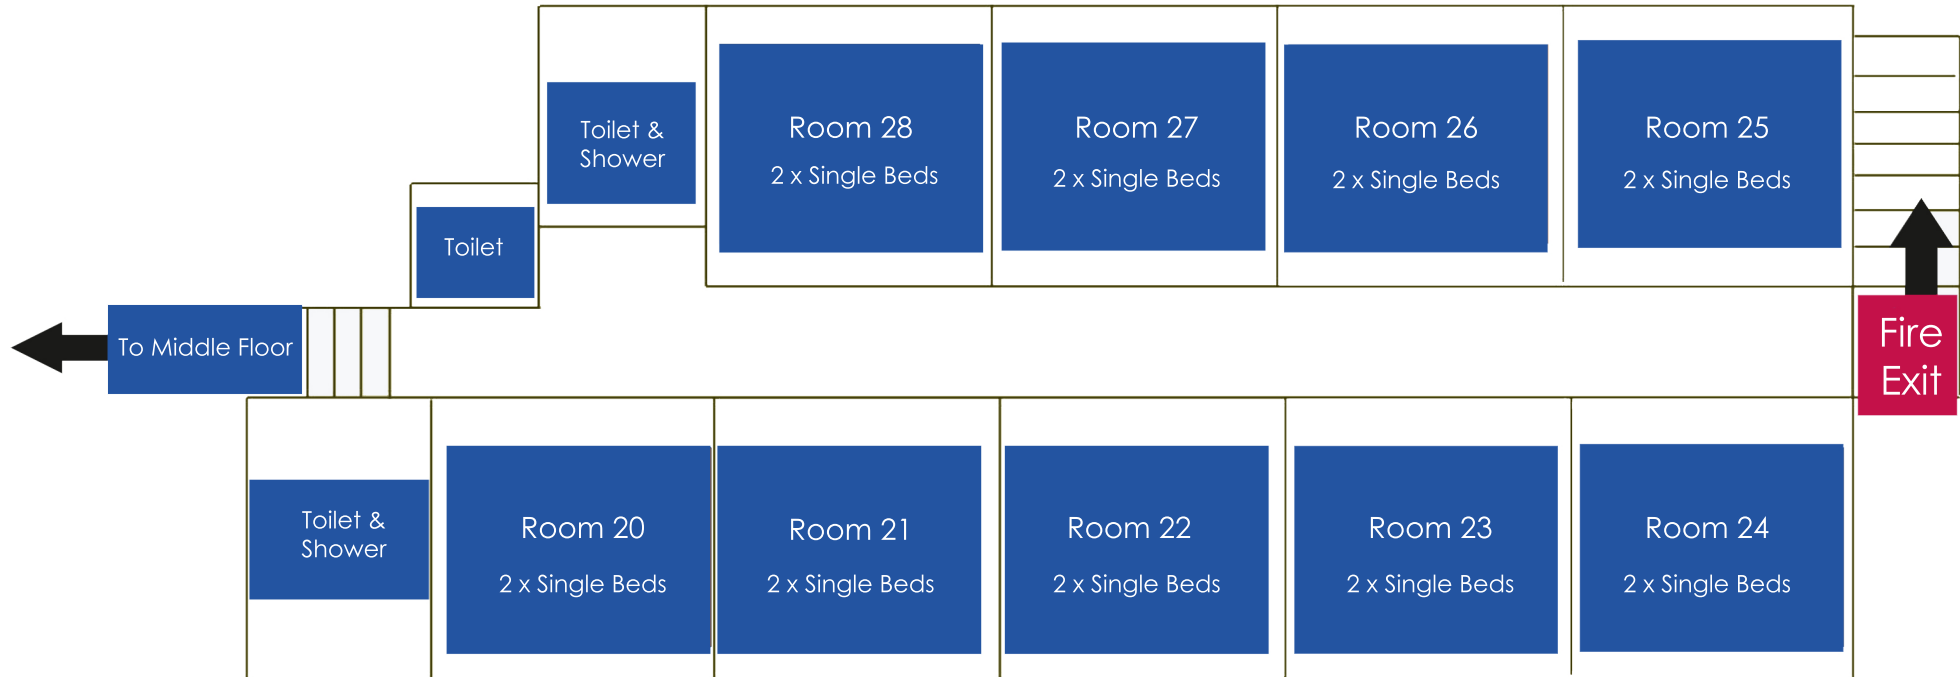 Toilet &
Shower
Room 28
2 x Single Beds
Room 27
2 x Single Beds
Room 26
2 x Single Beds
Room 25
2 x Single Beds
Toilet
To Middle Floor
Fire
Exit
Toilet &
Shower
Room 20
2 x Single Beds
Room 21
2 x Single Beds
Room 22
2 x Single Beds
Room 23
2 x Single Beds
Room 24
2 x Single Beds